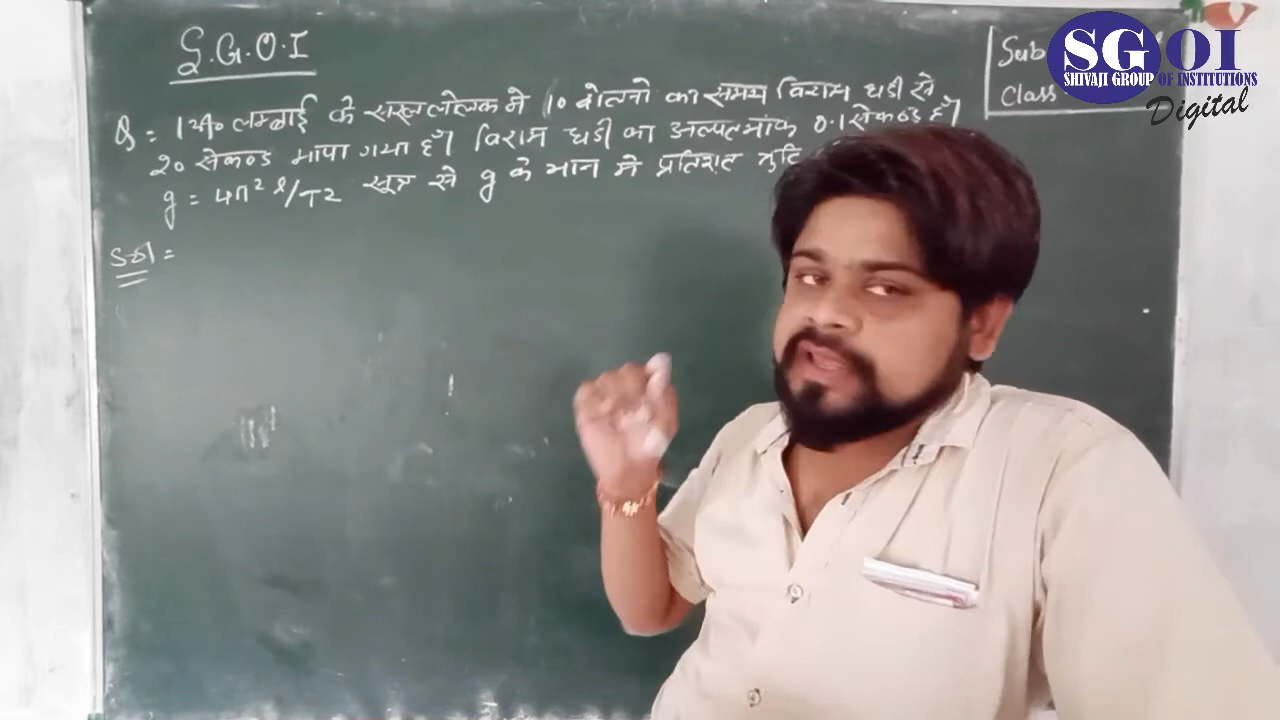 S.G.O.I
Q = 1 मी० लम्बाई के सरल लोलक मे 10 दोलनो का समय विराम घडी से
20 सेकण्ड मापा गया है। विराम घडी का अल्पतमांक 0.1 सेकण्ड है।
g = 4π² l/T2 सूत्र से g के मान मे प्रतिशत त्रुटि
Sol =
Sub
Class
SGOI
SHIVAJI GROUP OF INSTITUTIONS
Digital